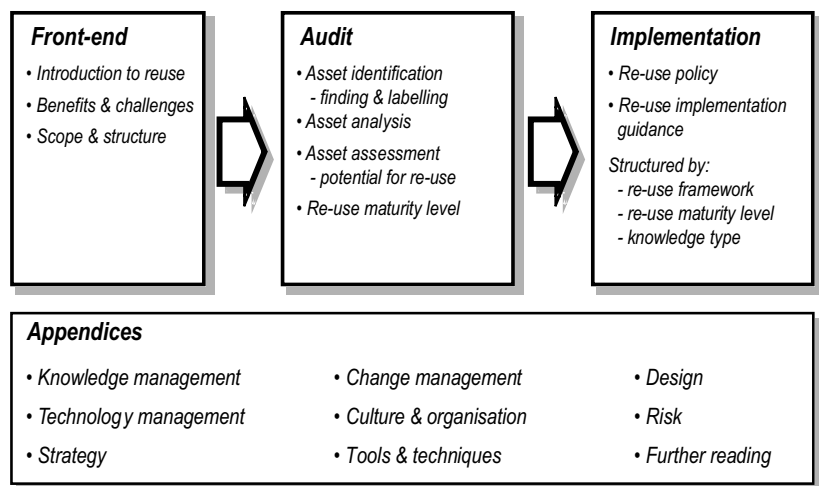 Front-end
• Introduction to reuse
• Benefits & challenges
• Scope & structure
Audit
• Asset identification
- finding & labelling
• Asset analysis
• Asset assessment
- potential for re-use
• Re-use maturity level
Implementation
• Re-use policy
• Re-use implementation
guidance
Structured by:
- re-use framework
- re-use maturity level
- knowledge type
Appendices
• Knowledge management
• Technology management
• Strategy
• Change management
• Culture & organisation
• Tools & techniques
• Design
• Risk
• Further reading